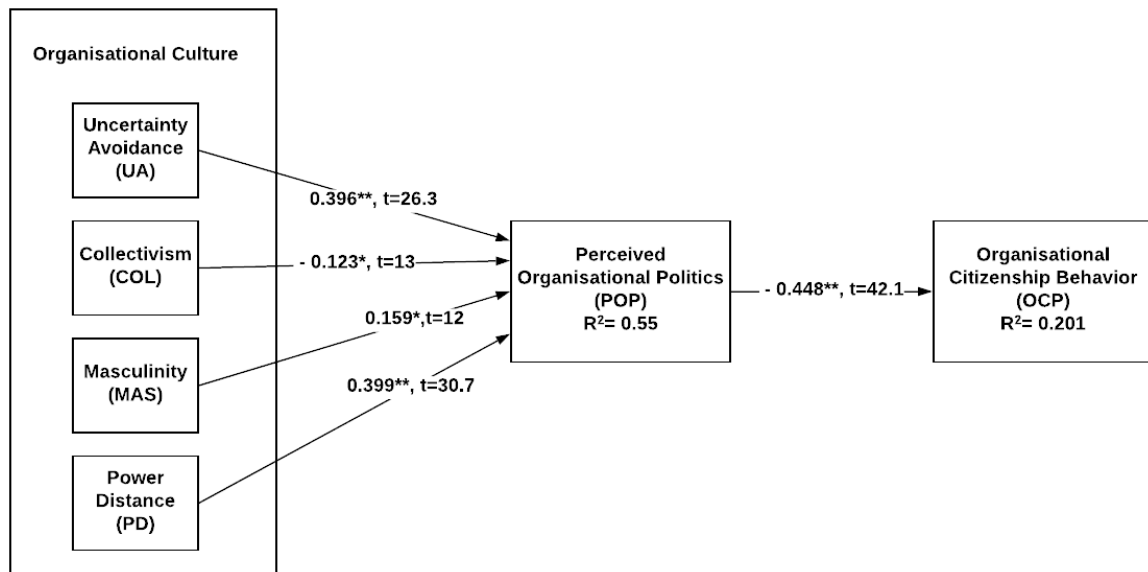 Organisational Culture
Uncertainty
Avoidance
(UA)
0.396**, t=26.3
Collectivism
(COL)
- 0.123*, t=13
Masculinity
(MAS)
0.159*,t=12
Power
Distance
(PD)
0.399**, t=30.7
Perceived
Organisational Politics
(POP)
R²= 0.55
- 0.448**, t=42.1
Organisational
Citizenship Behavior
(OCP)
R²= 0.201